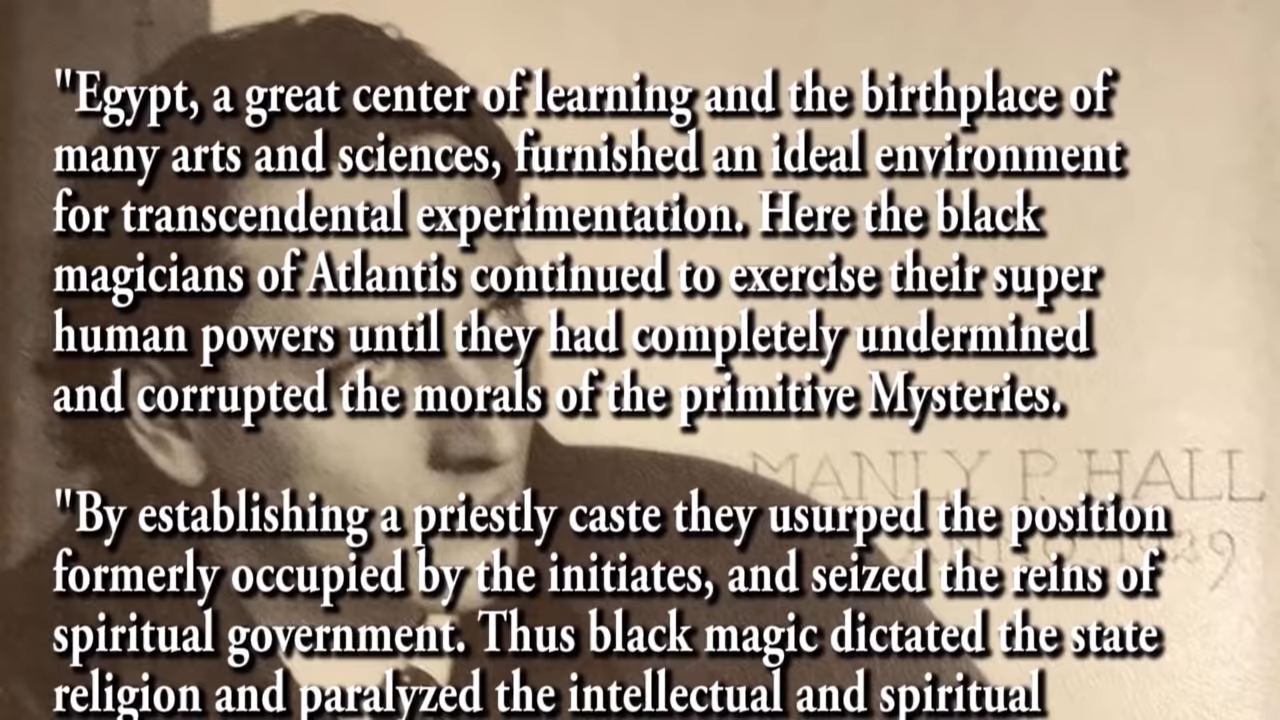 "Egypt, a great center of learning and the birthplace of
many arts and sciences, furnished an ideal environment
for transcendental experimentation. Here the black
magicians of Atlantis continued to exercise their super
human powers until they had completely undermined
and corrupted the morals of the primitive Mysteries.
MANLY P. HALL
"By establishing a priestly caste they usurped the position
formerly occupied by the initiates, and seized the reins of
spiritual government. Thus black magic dictated the state
religion and paralyzed the intellectual and spiritual